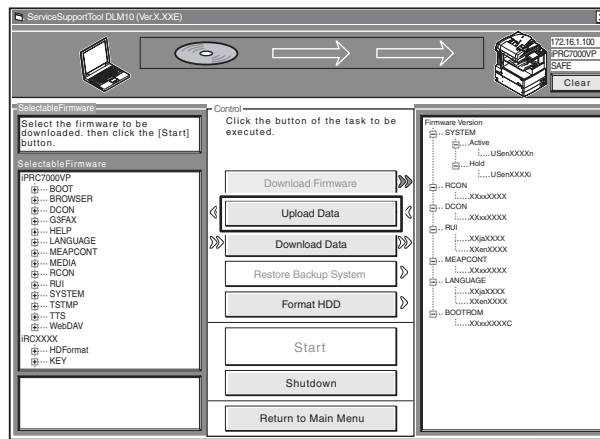 ServiceSupportTool DLM10 (Ver.X.XXE)
172.16.1.100
iPRC7000VP
SAFE
Clear
SelectableFirmware
Select the firmware to be
downloaded. then click the [Start]
button.
SelectableFirmware
iPRC7000VP
BOOT
BROWSER
DCON
G3FAX
HELP
LANGUAGE
MEAPCONT
MEDIA
RCON
RUI
SYSTEM
TSTMP
TTS
WebDAV
iRCXXXX
HDFormat
KEY
Control
Click the button of the task to be
executed.
Download Firmware
Upload Data
Download Data
Restore Backup System
Format HDD
Start
Shutdown
Return to Main Menu
Firmware Version
SYSTEM
Active
USenXXXXn
Hold
USenXXXXi
RCON
XXxxXXXX
DCON
XXxxXXXX
RUI
XXjaXXXX
XXenXXXX
MEAPCONT
XXxxXXXX
LANGUAGE
XXjaXXXX
XXenXXXX
BOOTROM
XXxxXXXXC